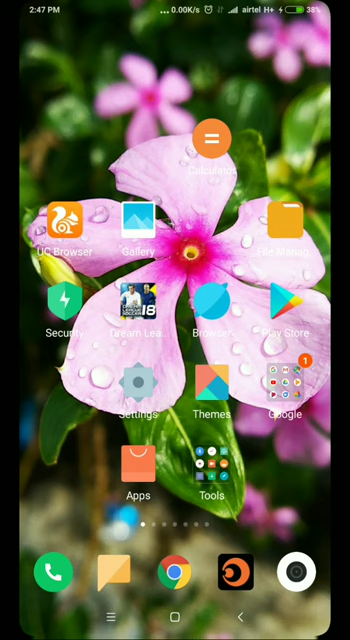 2:47 PM ... 0.00K/s airtel H+ 38%
Calculator
UC Browser Gallery File Manag..
Security Dream Lea... Browser Play Store
18
1
Settings Themes Google
Apps Tools